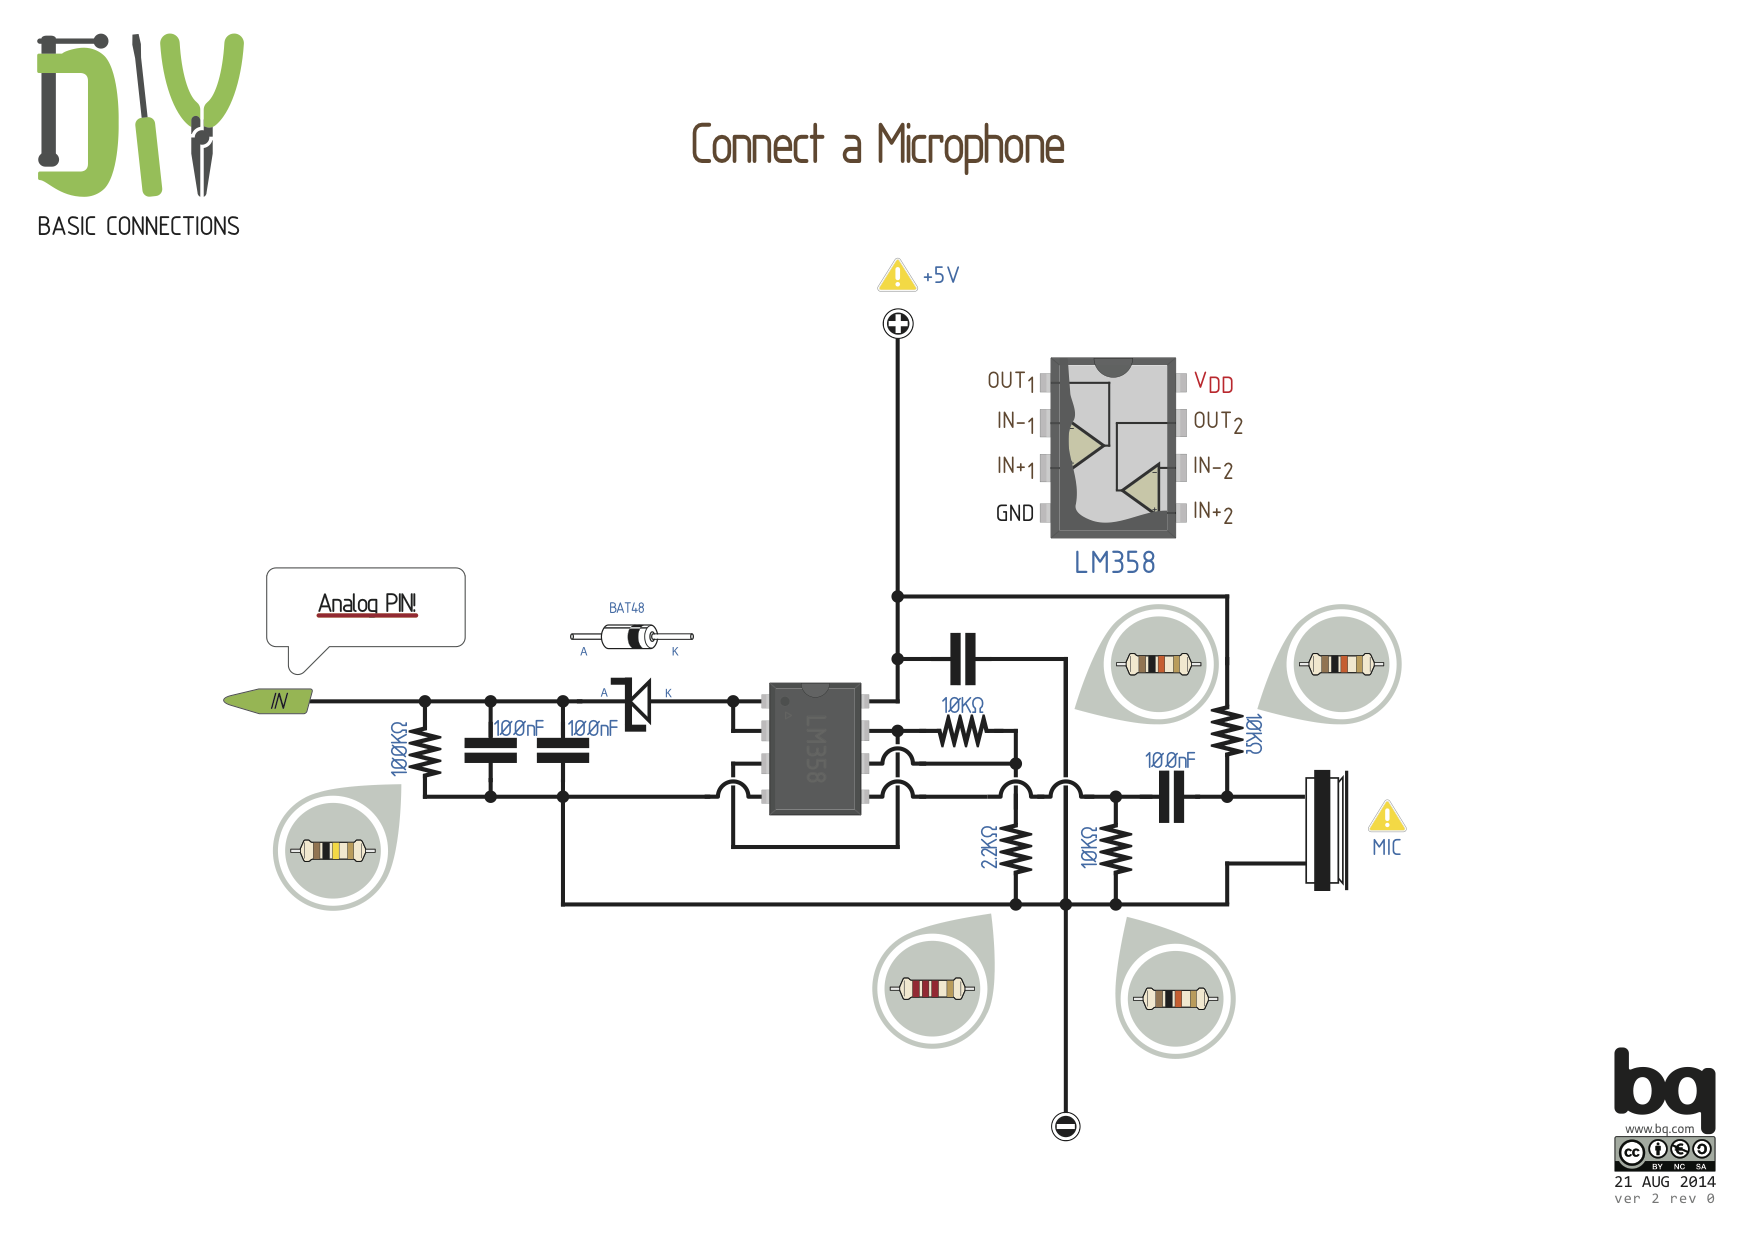 DIY
BASIC CONNECTIONS
Connect a Microphone
+5V
OUT1
IN-1
IN+1
GND
VDD
OUT2
IN-2
IN+2
LM358
Analog PIN!
IN
BAT48
A
K
A
K
100KΩ
100nF
100nF
LM358
10KΩ
10KΩ
100nF
2.2KΩ
10KΩ
MIC
bq
www.bq.com
cc
BY NC SA
21 AUG 2014
ver 2 rev 0